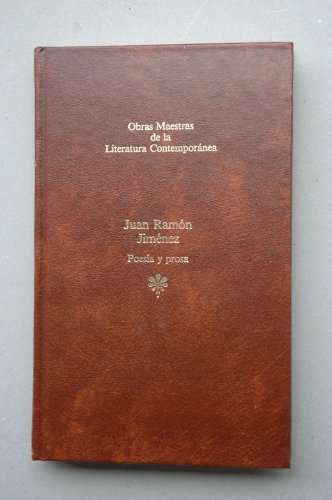 Obras Maestras
de la
Literatura Contemporánea
Juan Ramón
Jiménez
Poesía y prosa